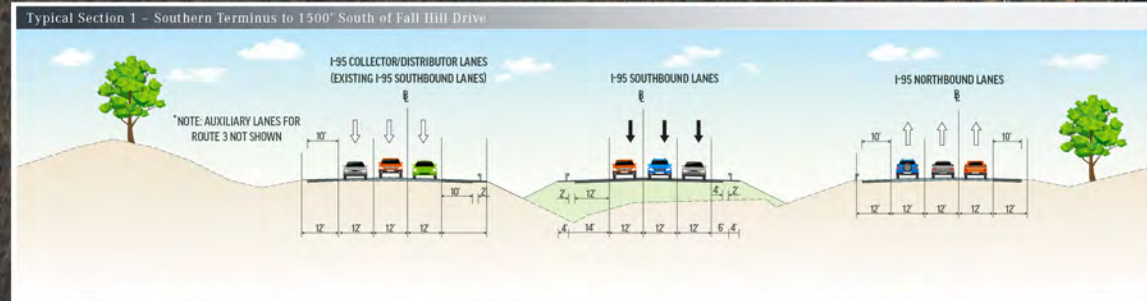 Typical Section 1 – Southern Terminus to 1500' South of Fall Hill Drive
I-95 COLLECTOR/DISTRIBUTOR LANES
(EXISTING I-95 SOUTHBOUND LANES)
I-95 SOUTHBOUND LANES
I-95 NORTHBOUND LANES
*NOTE: AUXILIARY LANES FOR
ROUTE 3 NOT SHOWN
10' 10' 10'
10' 2' 2' 12' 4' 2'
12' 12' 12' 12' 4' 14' 12' 12' 12' 6' 4' 12' 12' 12' 12' 12'